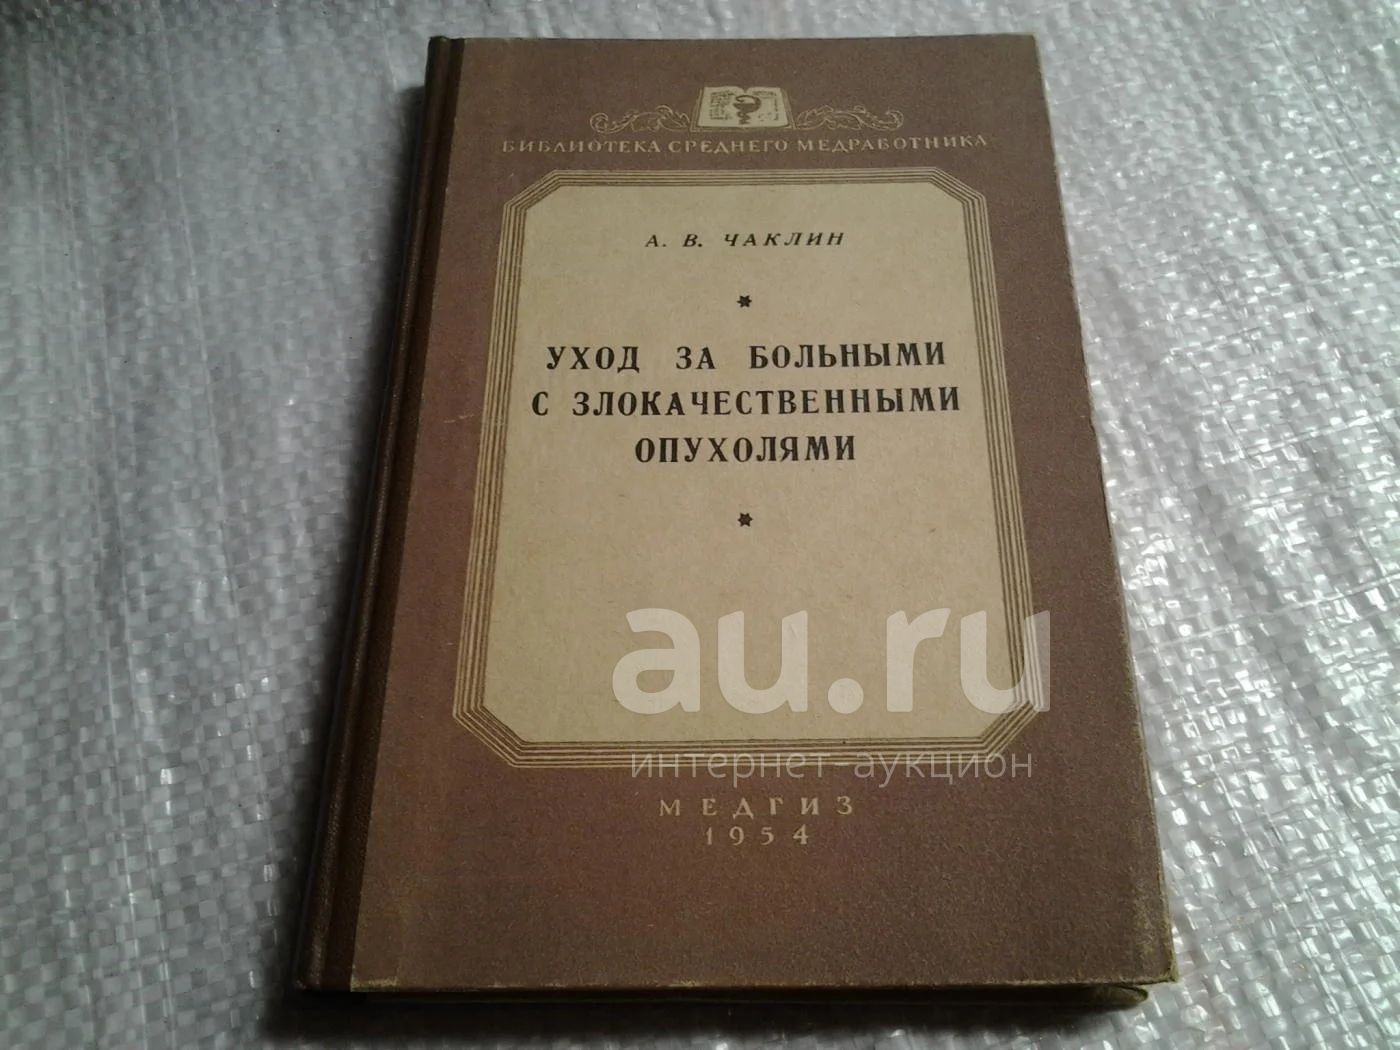 БИБЛИОТЕКА СРЕДНЕГО МЕДРАБОТНИКА
А. В. ЧАКЛИН
УХОД ЗА БОЛЬНЫМИ
С ЗЛОКАЧЕСТВЕННЫМИ
ОПУХОЛЯМИ
au.ru
интернет-аукцион
МЕДГИЗ
1954